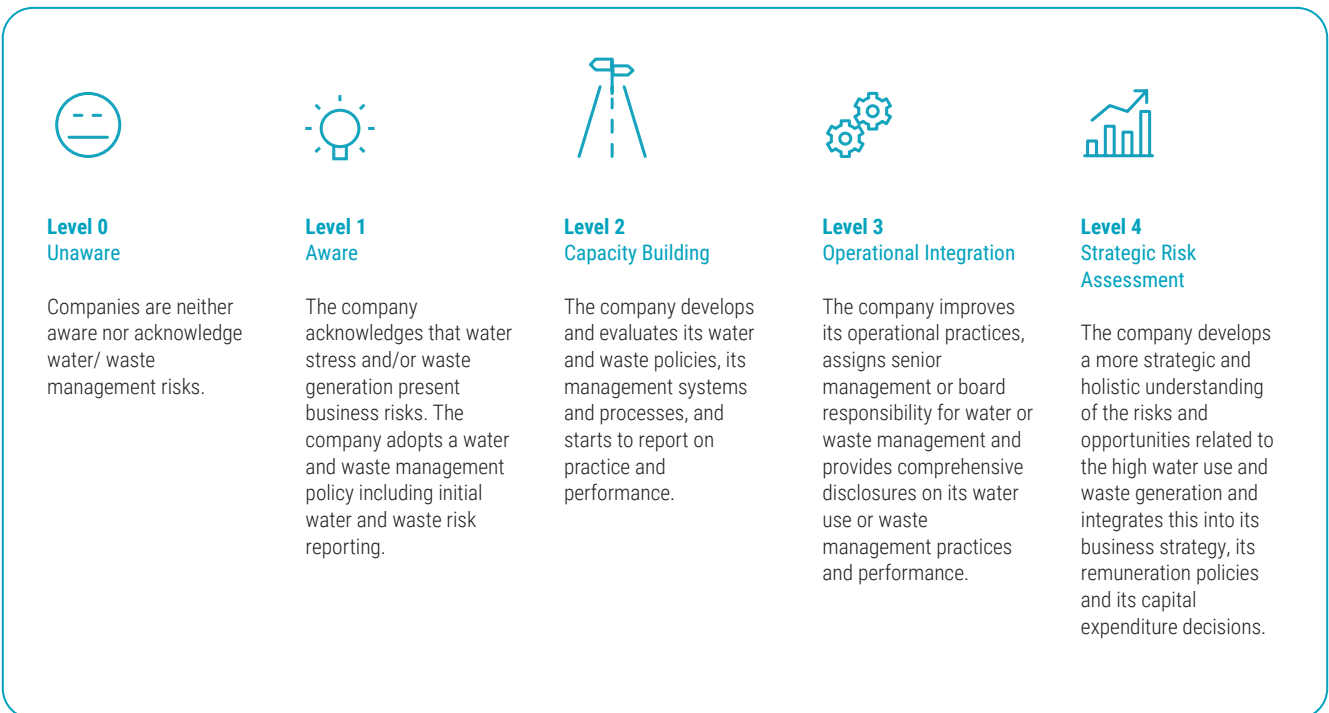 Level 0
Unaware
Companies are neither
aware nor acknowledge
water/ waste
management risks.
Level 1
Aware
The company
acknowledges that water
stress and/or waste
generation present
business risks. The
company adopts a water
and waste management
policy including initial
water and waste risk
reporting.
Level 2
Capacity Building
The company develops
and evaluates its water
and waste policies, its
management systems
and processes, and
starts to report on
practice and
performance.
Level 3
Operational Integration
The company improves
its operational practices,
assigns senior
management or board
responsibility for water or
waste management and
provides comprehensive
disclosures on its water
use or waste
management practices
and performance.
Level 4
Strategic Risk
Assessment
The company develops
a more strategic and
holistic understanding
of the risks and
opportunities related to
the high water use and
waste generation and
integrates this into its
business strategy, its
remuneration policies
and its capital
expenditure decisions.